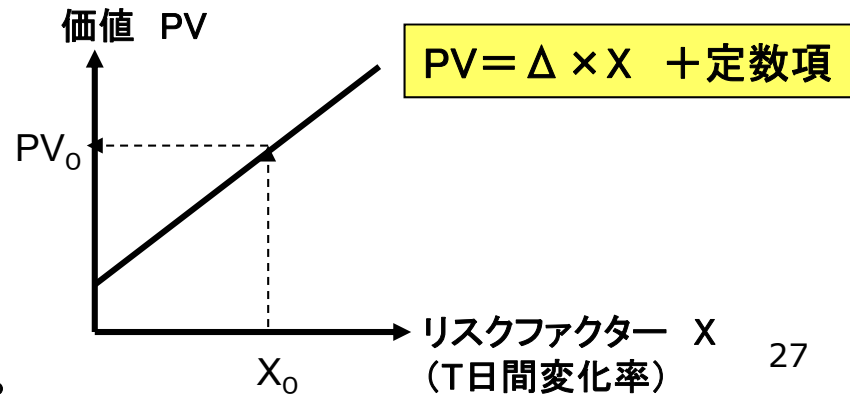 価値 PV
PV=Δ×X +定数項
PV₀
リスクファクター X
(T日間変化率)
X₀
27